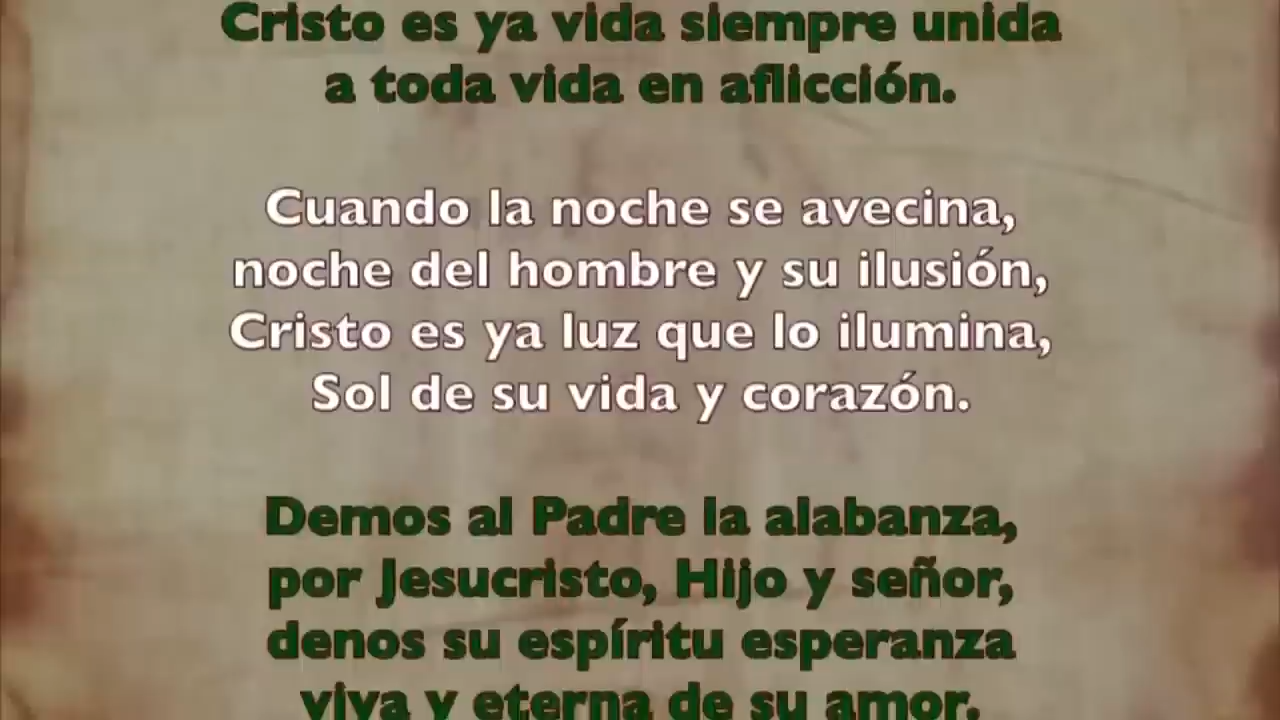 Cristo es ya vida siempre unida
a toda vida en aflicción.
Cuando la noche se avecina,
noche del hombre y su ilusión,
Cristo es ya luz que lo ilumina,
Sol de su vida y corazón.
Demos al Padre la alabanza,
por Jesucristo, Hijo y señor,
denos su espíritu esperanza
viva y eterna de su amor.